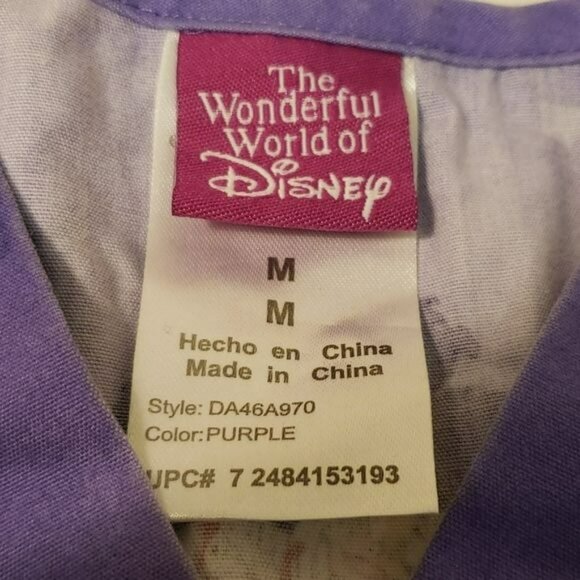 The
Wonderful
World of
Disney
M
M
Hecho en China
Made in China
Style: DA46A970
Color:PURPLE
UPC# 7 2484153193